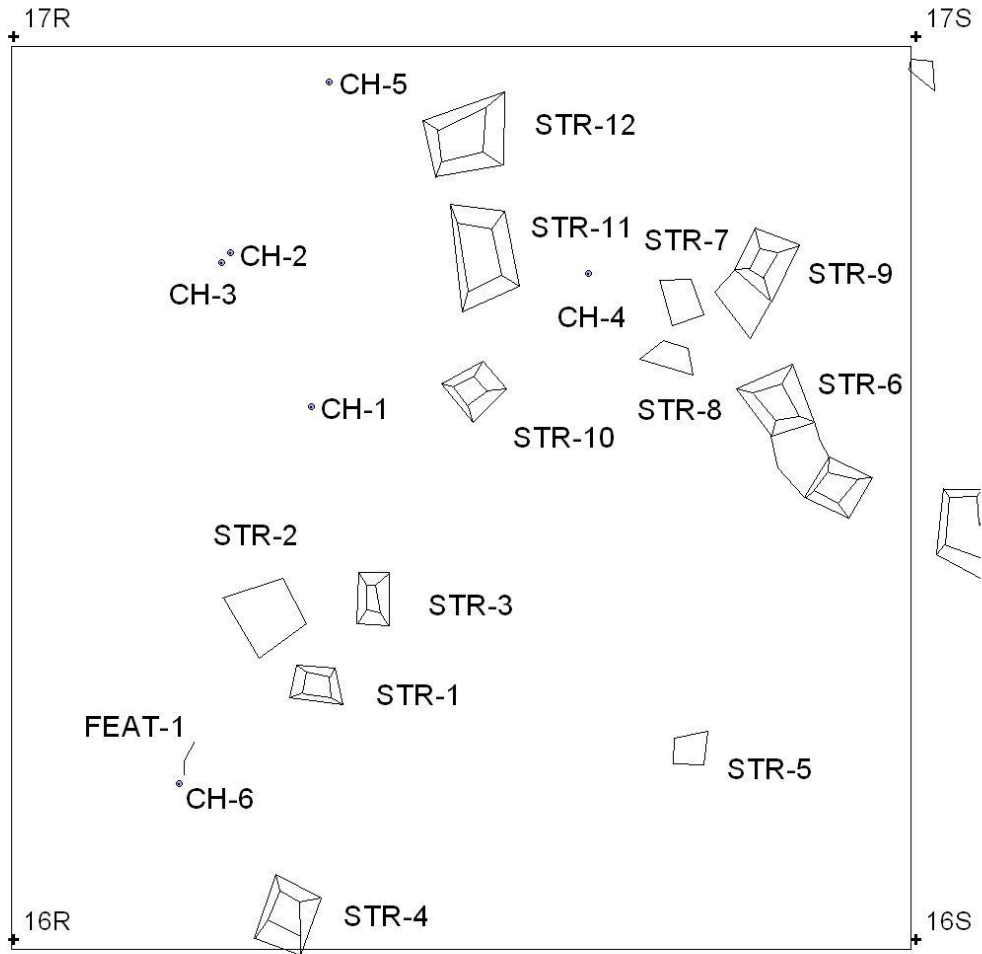 17R
17S
CH-5
STR-12
STR-11
STR-7
CH-2
STR-9
CH-3
CH-4
STR-6
CH-1
STR-8
STR-10
STR-2
STR-3
STR-1
FEAT-1
STR-5
CH-6
STR-4
16R
16S